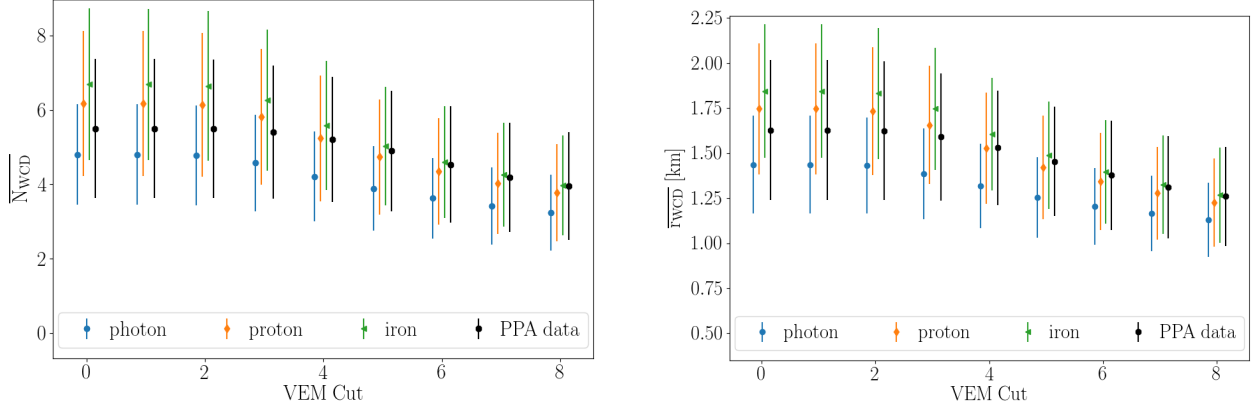 8
6
4
2
0
N_WCD
0 2 4 6 8
VEM Cut
photon proton iron PPA data
2.25
2.00
1.75
1.50
1.25
1.00
0.75
0.50
r_WCD [km]
0 2 4 6 8
VEM Cut
photon proton iron PPA data